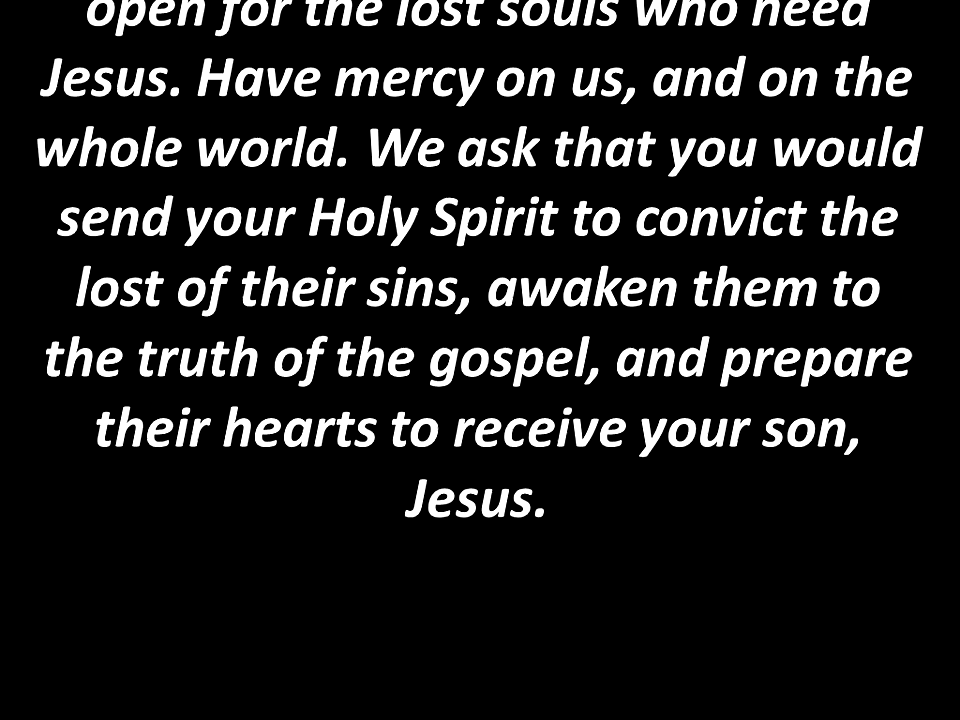 open for the lost souls who need
Jesus. Have mercy on us, and on the
whole world. We ask that you would
send your Holy Spirit to convict the
lost of their sins, awaken them to
the truth of the gospel, and prepare
their hearts to receive your son,
Jesus.